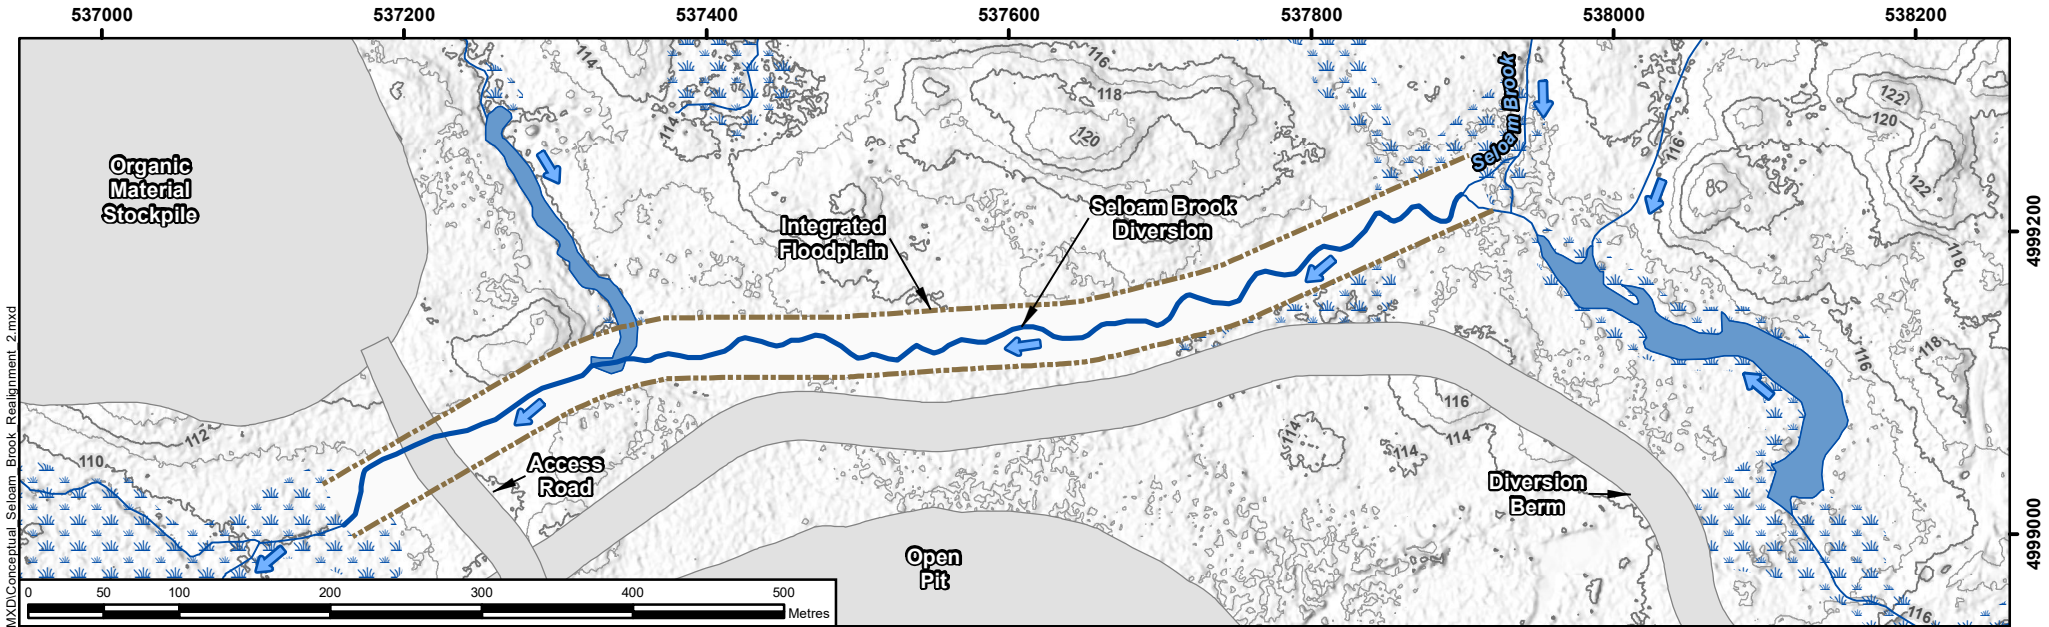 537000 537200 537400 537600 537800 538000 538200
114
116
118
120
114
Seloam Brook
116
122
120
122
118
4999200
Organic
Material
Stockpile
Integrated
Floodplain
Seloam Brook
Diversion
116
118
116
114
114
114
112
110
Access
Road
Diversion
Berm
4999000
Open
Pit
116
0 50 100 200 300 400 500
Metres
MXD\Conceptual_Seloam_Brook_Realignment_2.mxd